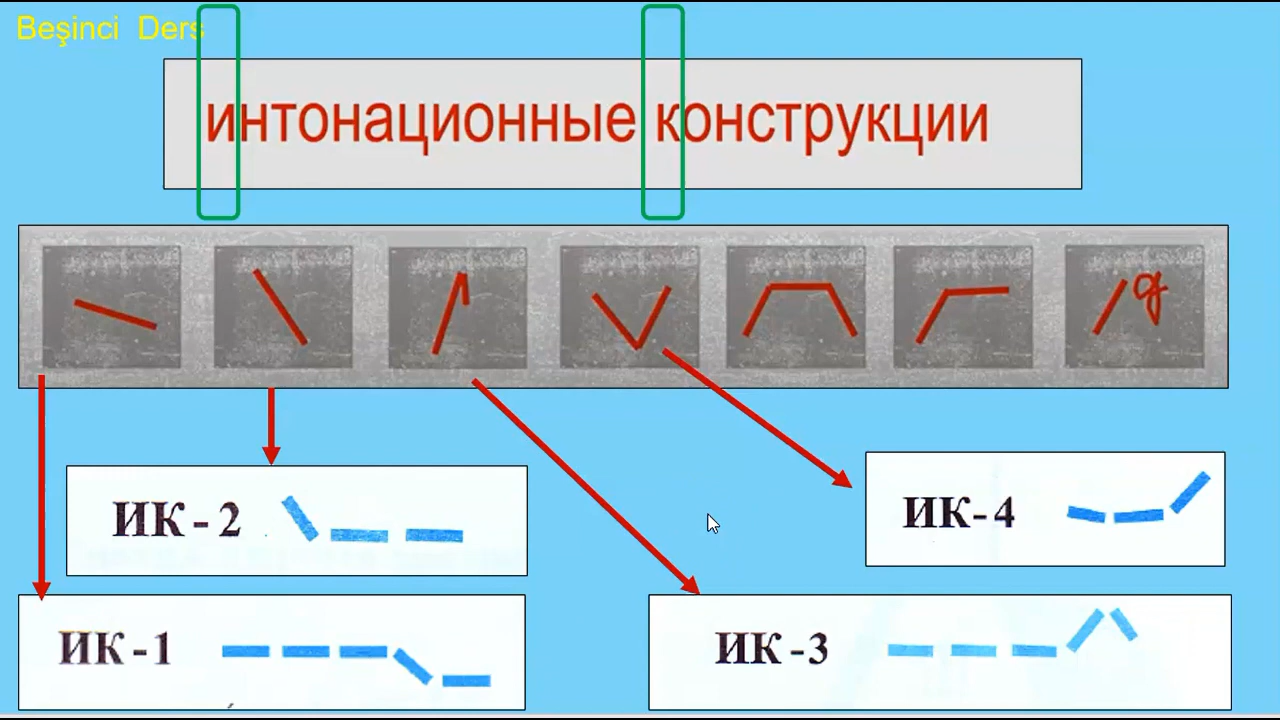 Beşinci Ders
интонационные конструкции
ИК-2
ИК-4
ИК-1
ИК-3